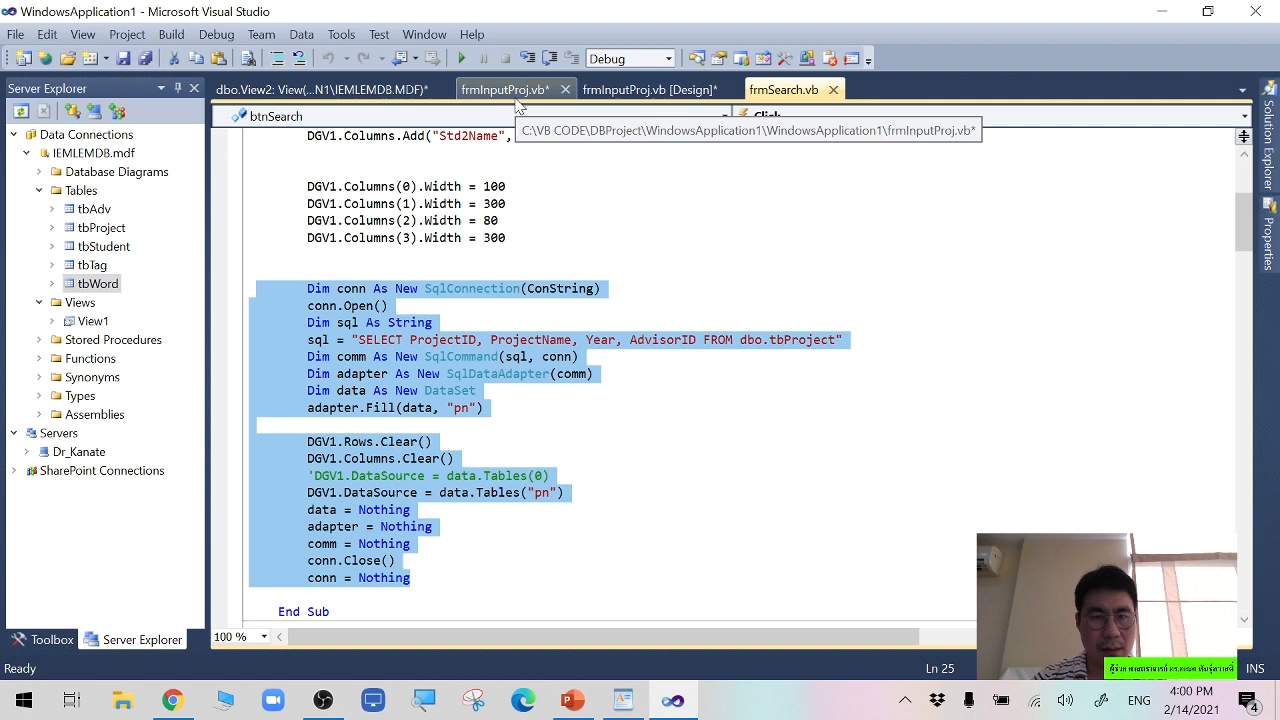 WindowsApplication1 - Microsoft Visual Studio
File Edit View Project Build Debug Team Data Tools Test Window Help
Debug
Server Explorer
dbo.View2: View(...N1\IEMLEMDB.MDF)* frmInputProj.vb* frmInputProj.vb [Design]* frmSearch.vb
btnSearch Click
C:\VB CODE\DBProject\WindowsApplication1\WindowsApplication1\frmInputProj.vb*
Data Connections
IEMLEMDB.mdf
Database Diagrams
Tables
tbAdv
tbProject
tbStudent
tbTag
tbWord
Views
View1
Stored Procedures
Functions
Synonyms
Types
Assemblies
Servers
Dr_Kanate
SharePoint Connections
Toolbox Server Explorer
DGV1.Columns.Add("Std2Name",
DGV1.Columns(0).Width = 100
DGV1.Columns(1).Width = 300
DGV1.Columns(2).Width = 80
DGV1.Columns(3).Width = 300
Dim conn As New SqlConnection(ConString)
conn.Open()
Dim sql As String
sql = "SELECT ProjectID, ProjectName, Year, AdvisorID FROM dbo.tbProject"
Dim comm As New SqlCommand(sql, conn)
Dim adapter As New SqlDataAdapter(comm)
Dim data As New DataSet
adapter.Fill(data, "pn")
DGV1.Rows.Clear()
DGV1.Columns.Clear()
'DGV1.DataSource = data.Tables(0)
DGV1.DataSource = data.Tables("pn")
data = Nothing
adapter = Nothing
comm = Nothing
conn.Close()
conn = Nothing
End Sub
100 %
Solution Explorer
Properties
Ready Ln 25 INS
ENG 4:00 PM
2/14/2021
4